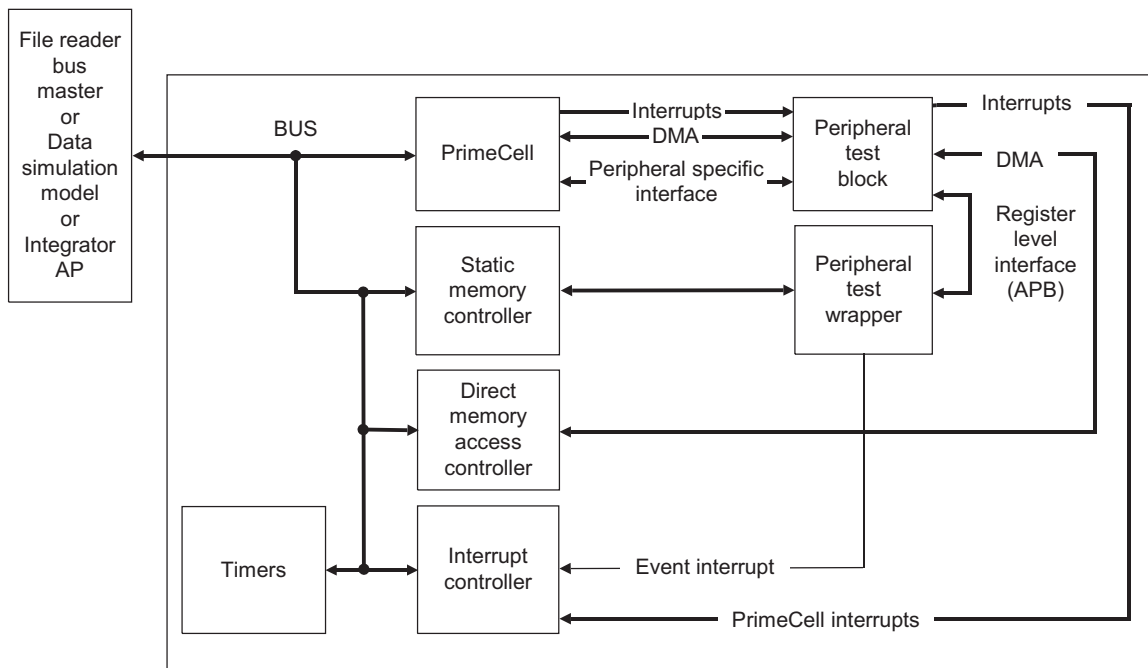 File reader
bus
master
or
Data
simulation
model
or
Integrator
AP
BUS
PrimeCell
Interrupts
DMA
Peripheral specific
interface
Peripheral
test
block
Interrupts
DMA
Register
level
interface
(APB)
Static
memory
controller
Peripheral
test
wrapper
Direct
memory
access
controller
Timers
Interrupt
controller
Event interrupt
PrimeCell interrupts